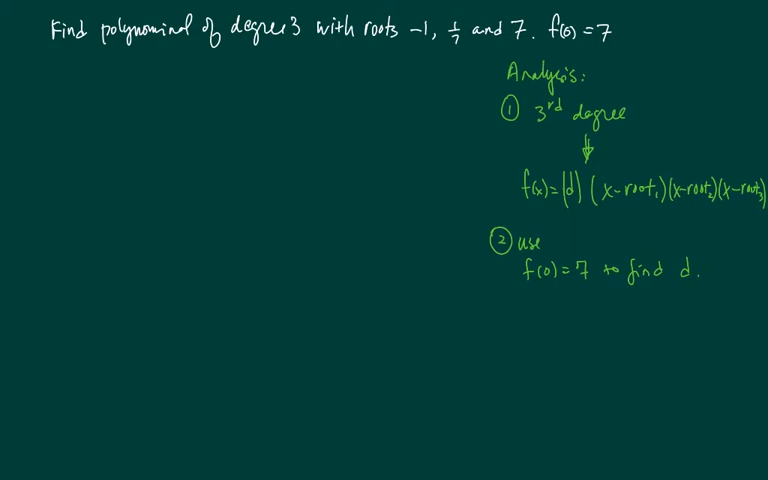 Find polynominal of degree 3 with roots -1, 1/7 and 7. f(0) = 7
Analysis:
① 3rd degree
⇓
f(x) = (d) (x-root₁)(x-root₂)(x-root₃)
② use
f(0) = 7 to find d.